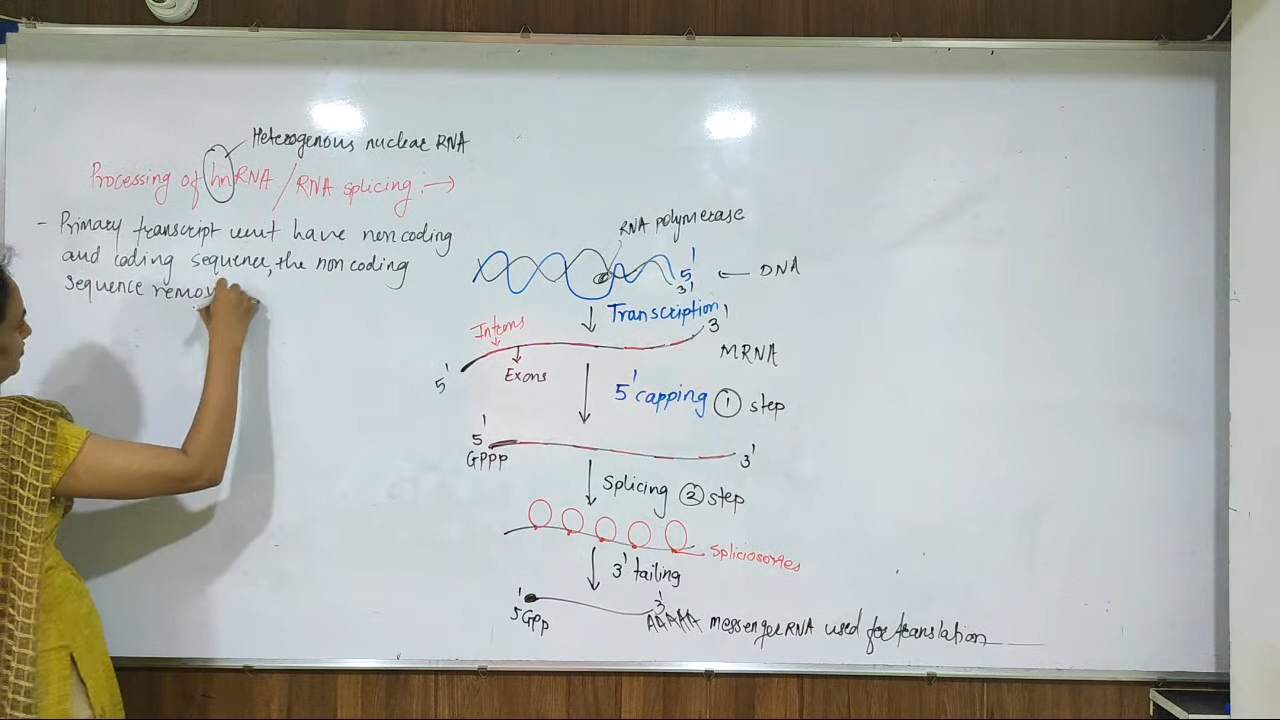 Heterogenous nuclear RNA
Processing of hnRNA / RNA splicing :→
- Primary transcript unit have non coding
and coding sequence, the non coding
sequence remov
RNA polymerase
5'
3'
← DNA
Transcription
Introns
3'
mRNA
5'
Exons
5' capping ① step
5'
GPPP
3'
Splicing ② step
Spliciosomes
3' tailing
5'Gpp
3'
AAAAA messenger RNA used for translation